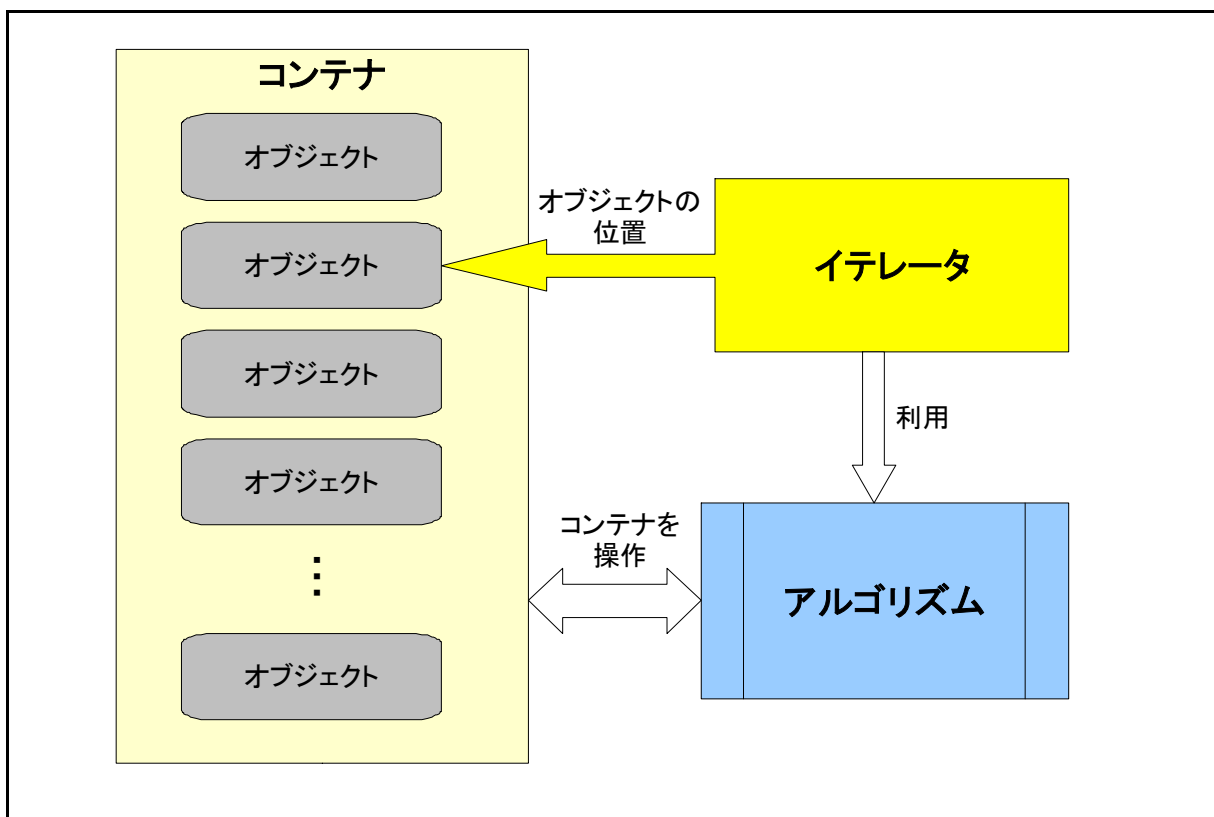 コンテナ
オブジェクト
オブジェクト
オブジェクト
オブジェクト
⋮
オブジェクト
オブジェクトの
位置
イテレータ
利用
コンテナを
操作
アルゴリズム